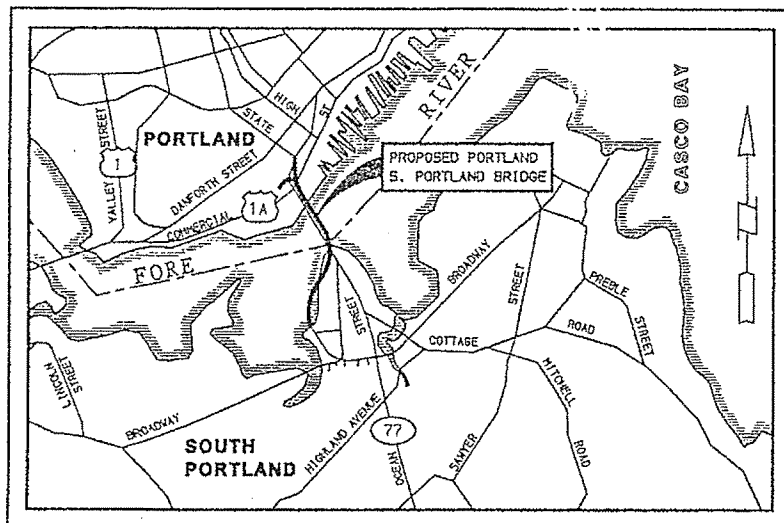 CASCO BAY
RIVER
HIGH
ST
STATE
PORTLAND
VALLEY
STREET
1
DANFORTH STREET
PROPOSED PORTLAND
S. PORTLAND BRIDGE
1A
COMMERCIAL
FORE
BROADWAY
STREET
PREBLE
STREET
STREET
COTTAGE
ROAD
LINCOLN
STREET
MITCHELL
ROAD
BROADWAY
HIGHLAND AVENUE
77
SOUTH
PORTLAND
OCEAN
SAWYER